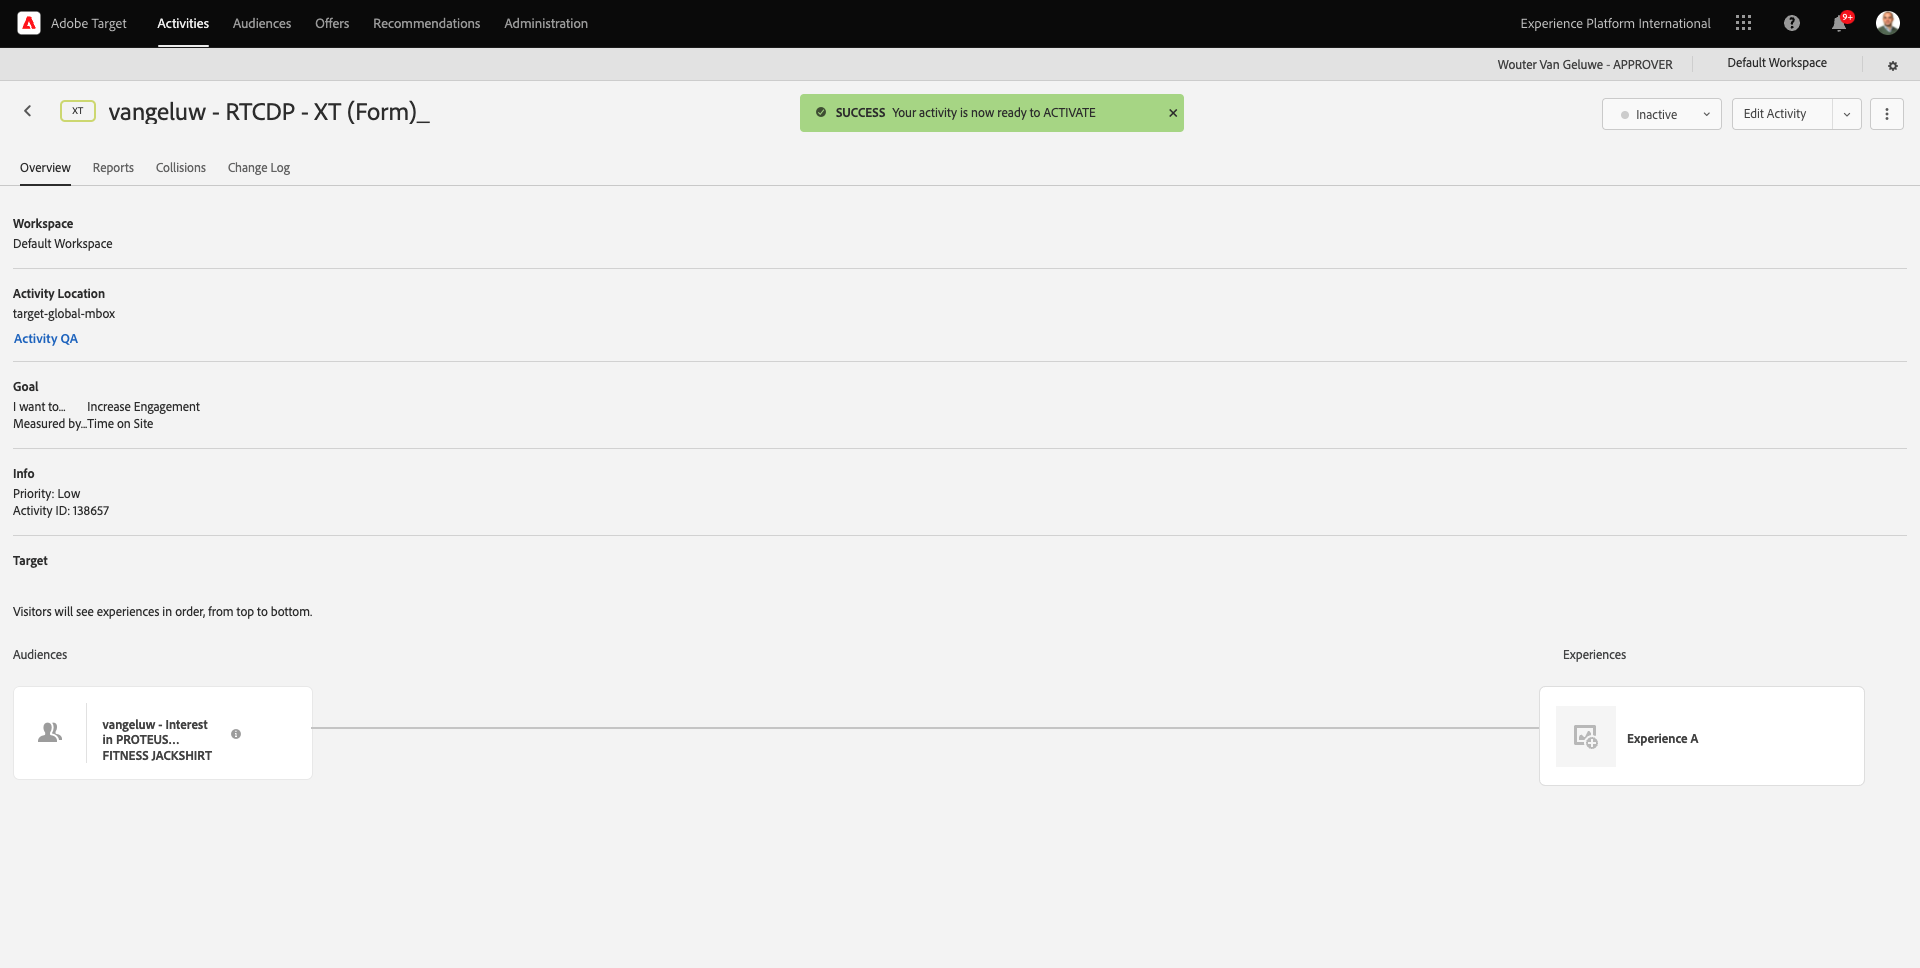 Adobe Target
Activities
Audiences
Offers
Recommendations
Administration
Experience Platform International
9+
Wouter Van Geluwe - APPROVER
Default Workspace
XT
vangeluw - RTCDP - XT (Form)_
SUCCESS Your activity is now ready to ACTIVATE
Inactive
Edit Activity
Overview
Reports
Collisions
Change Log
Workspace
Default Workspace
Activity Location
target-global-mbox
Activity QA
Goal
I want to... Increase Engagement
Measured by...Time on Site
Info
Priority: Low
Activity ID: 138657
Target
Visitors will see experiences in order, from top to bottom.
Audiences
Experiences
vangeluw - Interest
in PROTEUS...
FITNESS JACKSHIRT
Experience A